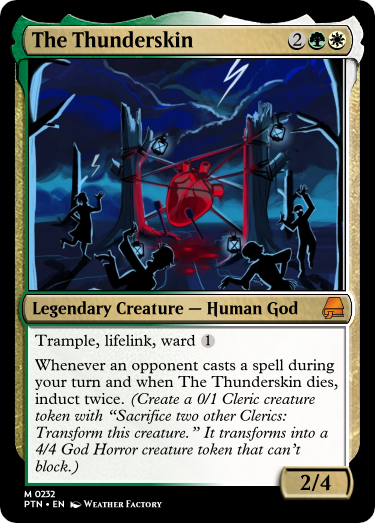 The Thunderskin 2
Legendary Creature — Human God
Trample, lifelink, ward 1
Whenever an opponent casts a spell during
your turn and when The Thunderskin dies,
induct twice. (Create a 0/1 Cleric creature
token with “Sacrifice two other Clerics:
Transform this creature.” It transforms into a
4/4 God Horror creature token that can’t
block.)
2/4
M 0232
PTN • EN Weather Factory